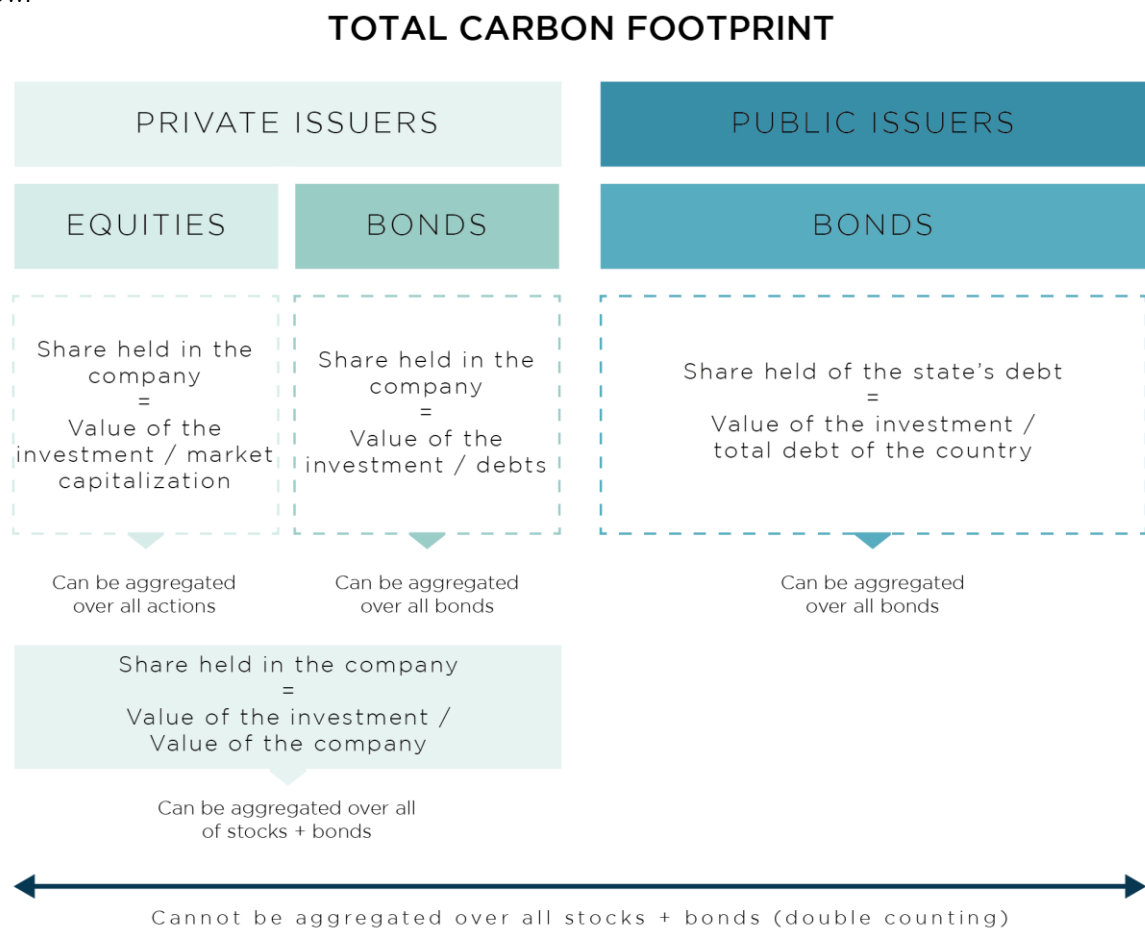 TOTAL CARBON FOOTPRINT
PRIVATE ISSUERS
PUBLIC ISSUERS
EQUITIES
BONDS
BONDS
Share held in the
company
=
Value of the
investment / market
capitalization
Share held in the
company
=
Value of the
investment / debts
Share held of the state's debt
=
Value of the investment /
total debt of the country
Can be aggregated
over all actions
Can be aggregated
over all bonds
Can be aggregated
over all bonds
Share held in the company
=
Value of the investment /
Value of the company
Can be aggregated over all
of stocks + bonds
Cannot be aggregated over all stocks + bonds (double counting)